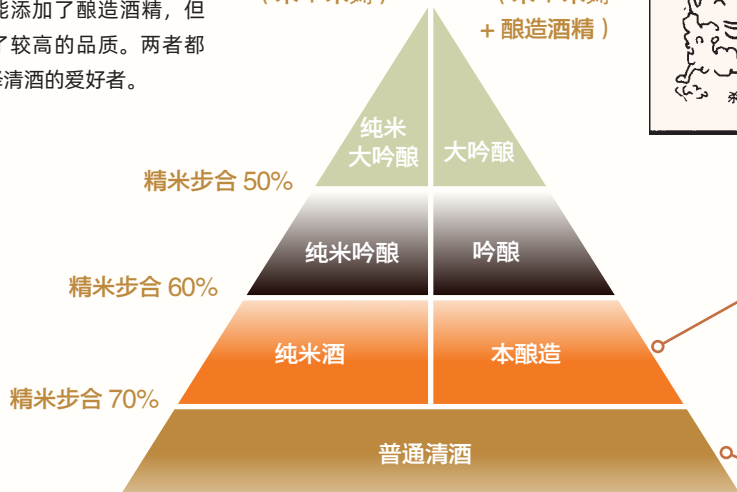 能添加了酿造酒精，但
了较高的品质。两者都
清酒的爱好者。
+ 酿造酒精）
纯米
大吟酿
大吟酿
精米步合 50%
纯米吟酿
吟酿
精米步合 60%
纯米酒
本酿造
精米步合 70%
普通清酒